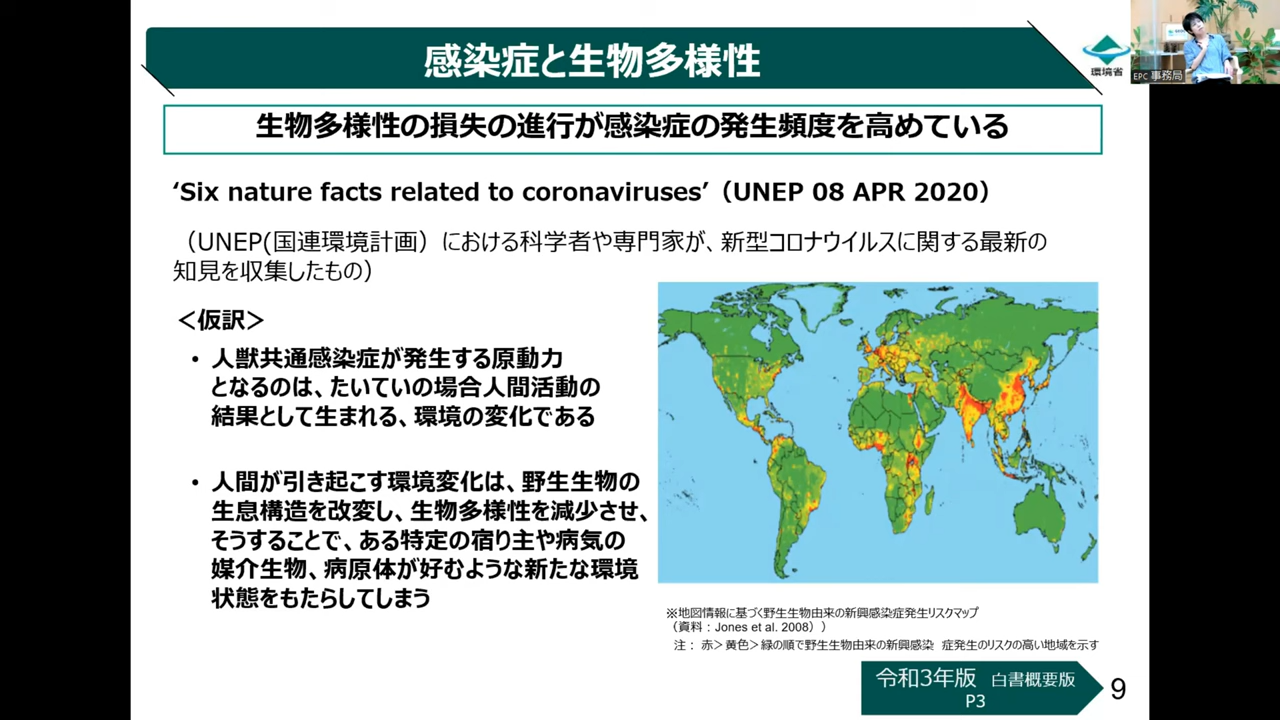 感染症と生物多様性
環境省
EPC 事務局
生物多様性の損失の進行が感染症の発生頻度を高めている
‘Six nature facts related to coronaviruses’（UNEP 08 APR 2020）
（UNEP(国連環境計画）における科学者や専門家が、新型コロナウイルスに関する最新の
知見を収集したもの）
＜仮訳＞
• 人獣共通感染症が発生する原動力
となるのは、たいていの場合人間活動の
結果として生まれる、環境の変化である
• 人間が引き起こす環境変化は、野生生物の
生息構造を改変し、生物多様性を減少させ、
そうすることで、ある特定の宿り主や病気の
媒介生物、病原体が好むような新たな環境
状態をもたらしてしまう
※地図情報に基づく野生生物由来の新興感染症発生リスクマップ
（資料：Jones et al. 2008））
注： 赤＞黄色＞緑の順で野生生物由来の新興感染 症発生のリスクの高い地域を示す
令和3年版 白書概要版
P3
9